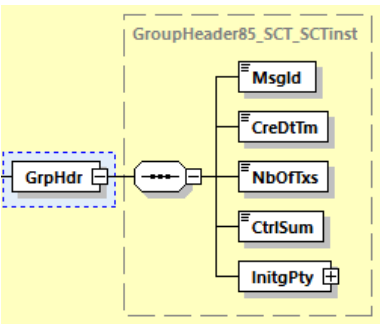 GroupHeader85_SCT_SCTinst
MsgId
CreDtTm
GrpHdr
NbOfTxs
CtrlSum
InitgPty